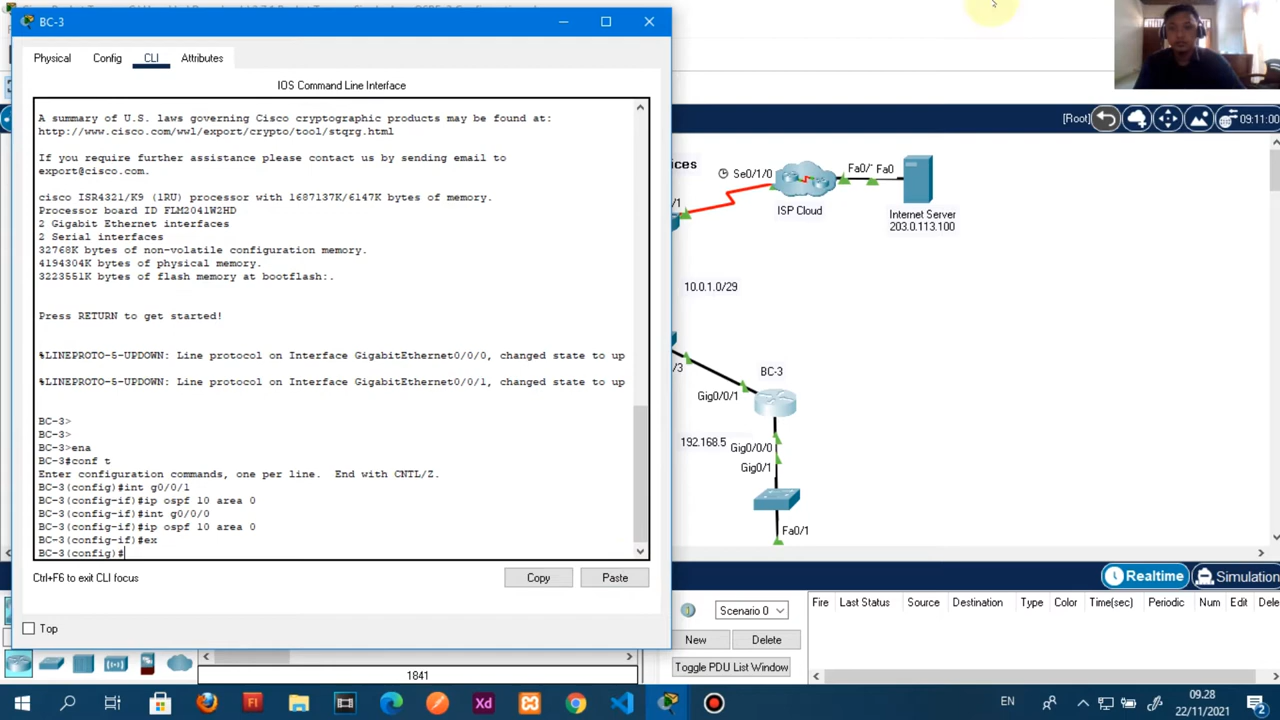 BC-3
Physical
Config
CLI
Attributes
IOS Command Line Interface
A summary of U.S. laws governing Cisco cryptographic products may be found at:
http://www.cisco.com/wwl/export/crypto/tool/stqrg.html
If you require further assistance please contact us by sending email to
export@cisco.com.
cisco ISR4321/K9 (1RU) processor with 1687137K/6147K bytes of memory.
Processor board ID FLM2041W2HD
2 Gigabit Ethernet interfaces
2 Serial interfaces
32768K bytes of non-volatile configuration memory.
4194304K bytes of physical memory.
3223551K bytes of flash memory at bootflash:.
Press RETURN to get started!
%LINEPROTO-5-UPDOWN: Line protocol on Interface GigabitEthernet0/0/0, changed state to up
%LINEPROTO-5-UPDOWN: Line protocol on Interface GigabitEthernet0/0/1, changed state to up
BC-3>
BC-3>
BC-3>ena
BC-3#conf t
Enter configuration commands, one per line. End with CNTL/Z.
BC-3(config)#int g0/0/1
BC-3(config-if)#ip ospf 10 area 0
BC-3(config-if)#int g0/0/0
BC-3(config-if)#ip ospf 10 area 0
BC-3(config-if)#ex
BC-3(config)#
Ctrl+F6 to exit CLI focus
Copy
Paste
Top
[Root]
09:11:00
ices
Se0/1/0
Fa0/
Fa0
/1
ISP Cloud
Internet Server
203.0.113.100
10.0.1.0/29
/3
BC-3
Gig0/0/1
192.168.5
Gig0/0/0
Gig0/1
Fa0/1
Realtime
Simulation
Scenario 0
New
Delete
Toggle PDU List Window
Fire Last Status Source Destination Type Color Time(sec) Periodic Num Edit Dele
1841
EN
09.28
22/11/2021
2